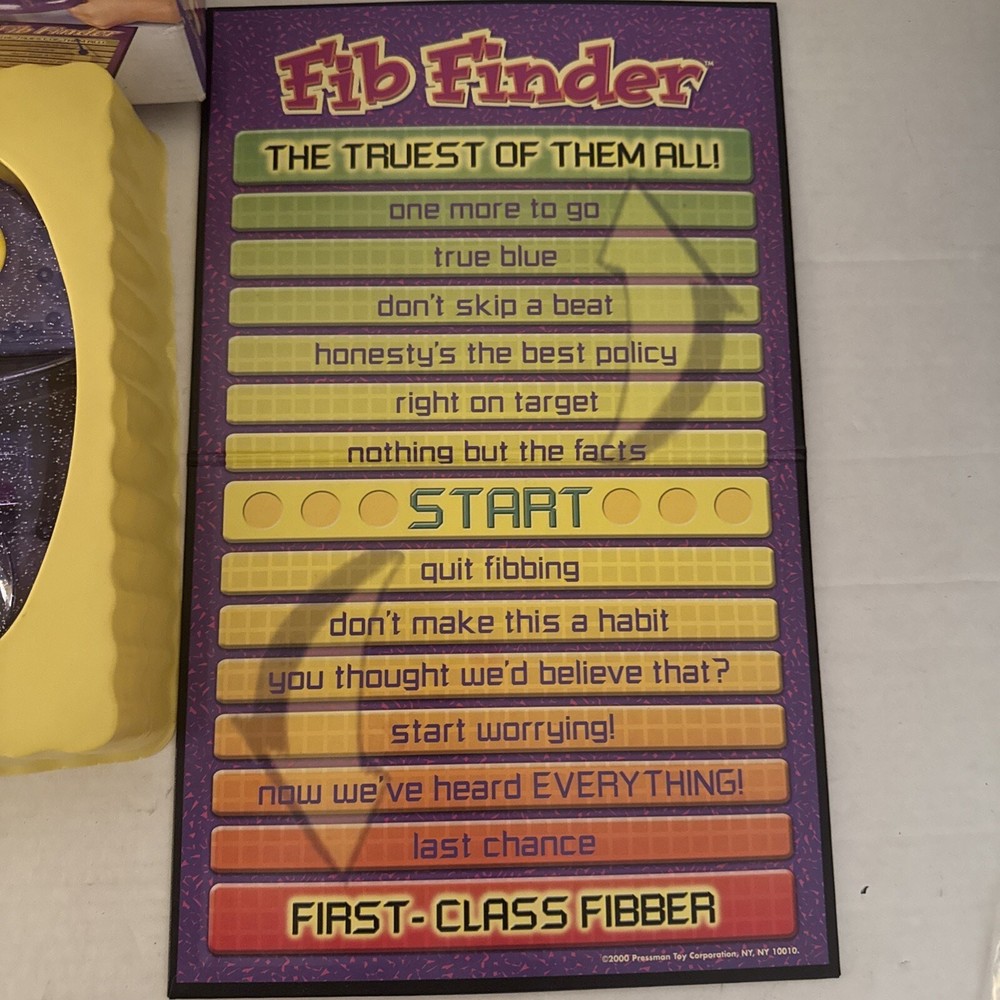 Fib Finder
Fib Finder™
THE TRUEST OF THEM ALL!
one more to go
true blue
don't skip a beat
honesty's the best policy
right on target
nothing but the facts
START
quit fibbing
don't make this a habit
you thought we'd believe that?
start worrying!
now we've heard EVERYTHING!
last chance
FIRST-CLASS FIBBER
©2000 Pressman Toy Corporation, NY, NY 10010.